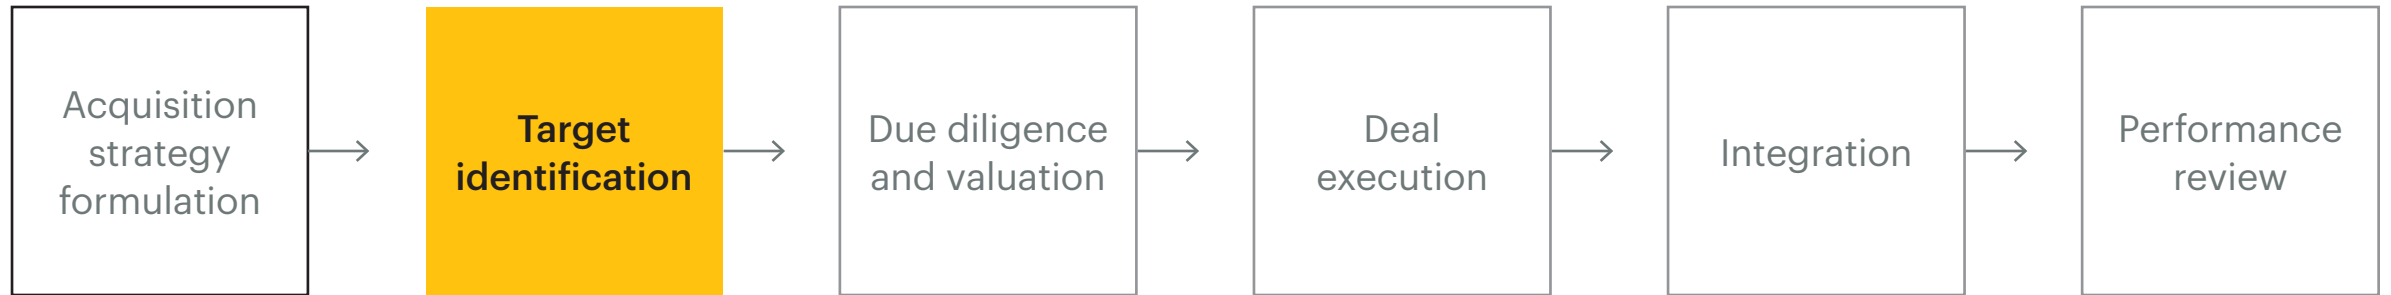 Acquisition
strategy
formulation
Target
identification
Due diligence
and valuation
Deal
execution
Integration
Performance
review